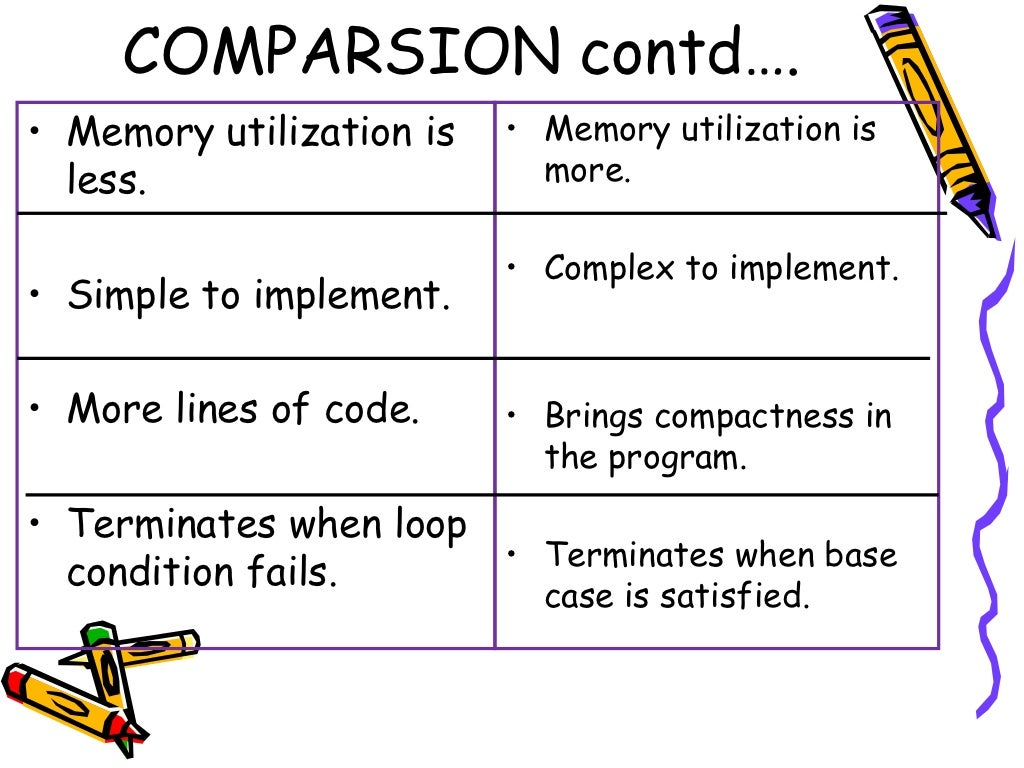 COMPARSION contd….
• Memory utilization is
less.
• Memory utilization is
more.
• Simple to implement.
• Complex to implement.
• More lines of code.
• Brings compactness in
the program.
• Terminates when loop
condition fails.
• Terminates when base
case is satisfied.